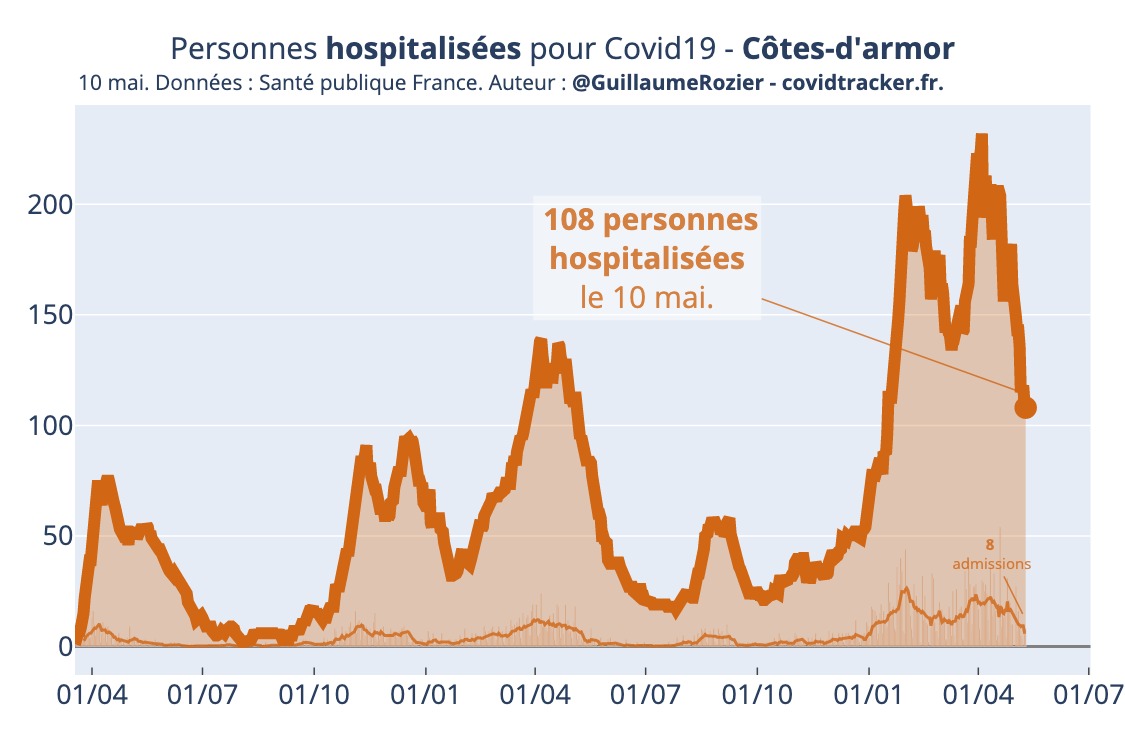 Personnes hospitalisées pour Covid19 - Côtes-d'armor
10 mai. Données : Santé publique France. Auteur : @GuillaumeRozier - covidtracker.fr.
200
108 personnes
hospitalisées
le 10 mai.
150
100
50
8
admissions
0
01/04 01/07 01/10 01/01 01/04 01/07 01/10 01/01 01/04 01/07